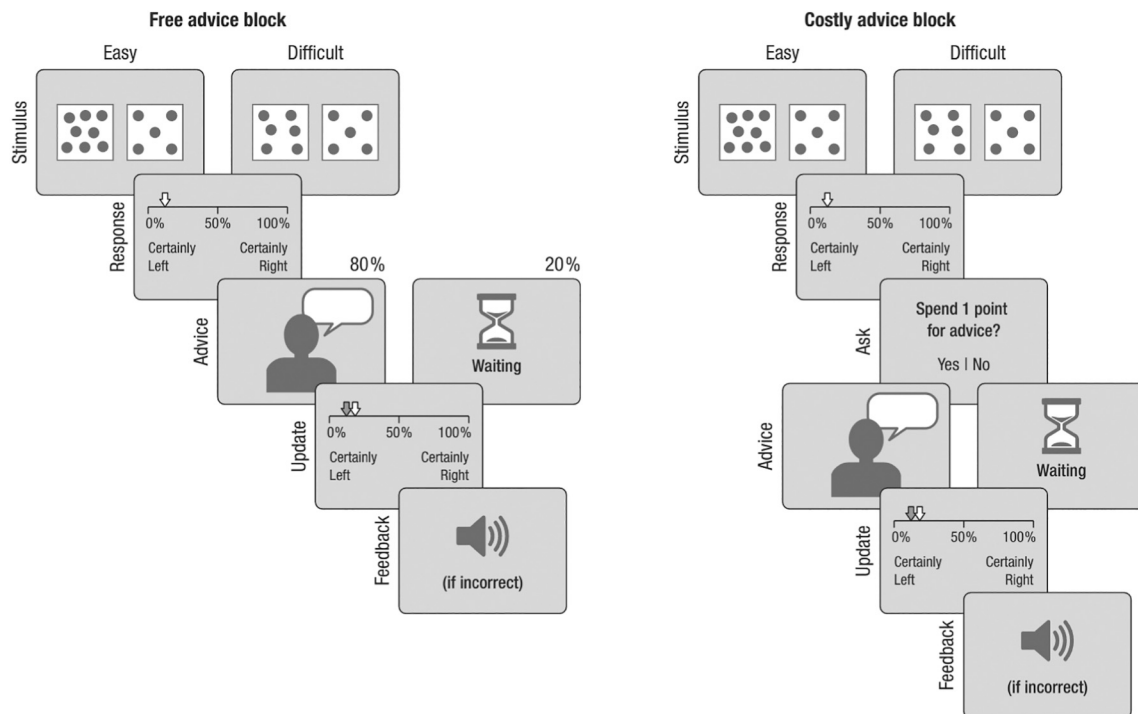 Free advice block
Easy
Difficult
Stimulus
Response
0% 50% 100%
Certainly Left
Certainly Right
80%
20%
Advice
Waiting
Update
0% 50% 100%
Certainly Left
Certainly Right
Feedback
(if incorrect)
Costly advice block
Easy
Difficult
Stimulus
Response
0% 50% 100%
Certainly Left
Certainly Right
Ask
Spend 1 point
for advice?
Yes | No
Advice
Waiting
Update
0% 50% 100%
Certainly Left
Certainly Right
Feedback
(if incorrect)